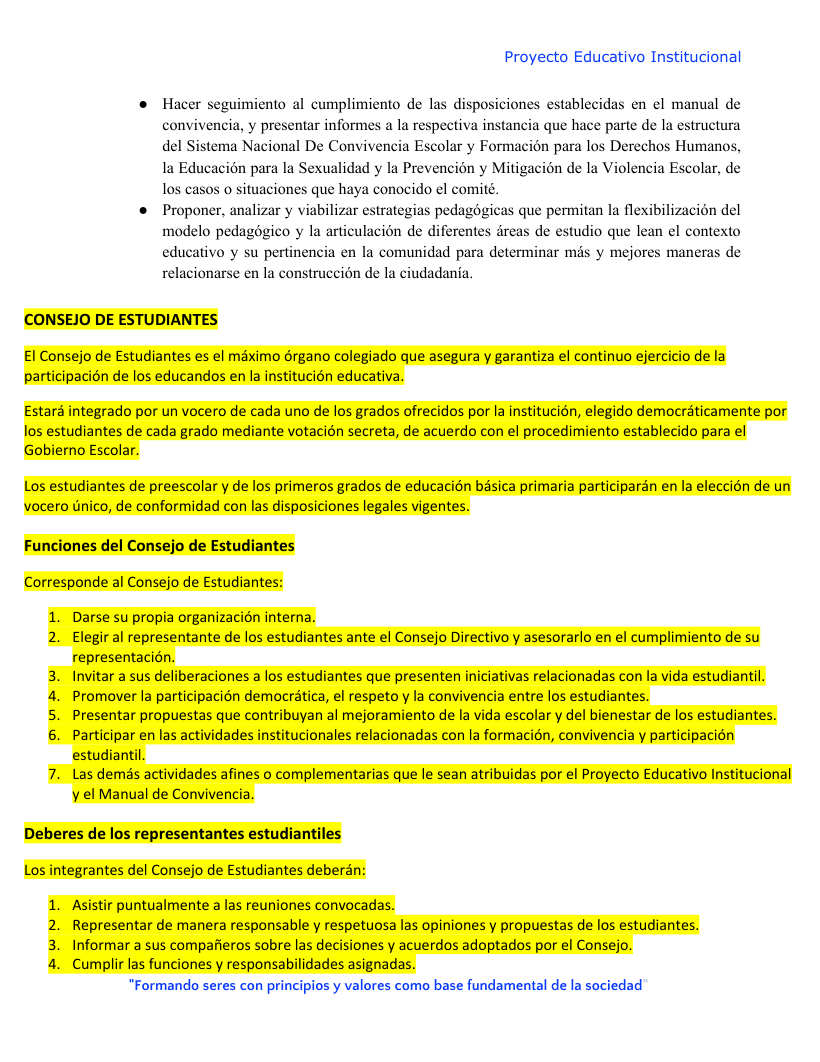 Proyecto Educativo Institucional
● Hacer seguimiento al cumplimiento de las disposiciones establecidas en el manual de
convivencia, y presentar informes a la respectiva instancia que hace parte de la estructura
del Sistema Nacional De Convivencia Escolar y Formación para los Derechos Humanos,
la Educación para la Sexualidad y la Prevención y Mitigación de la Violencia Escolar, de
los casos o situaciones que haya conocido el comité.
● Proponer, analizar y viabilizar estrategias pedagógicas que permitan la flexibilización del
modelo pedagógico y la articulación de diferentes áreas de estudio que lean el contexto
educativo y su pertinencia en la comunidad para determinar más y mejores maneras de
relacionarse en la construcción de la ciudadanía.
CONSEJO DE ESTUDIANTES
El Consejo de Estudiantes es el máximo órgano colegiado que asegura y garantiza el continuo ejercicio de la
participación de los educandos en la institución educativa.
Estará integrado por un vocero de cada uno de los grados ofrecidos por la institución, elegido democráticamente por
los estudiantes de cada grado mediante votación secreta, de acuerdo con el procedimiento establecido para el
Gobierno Escolar.
Los estudiantes de preescolar y de los primeros grados de educación básica primaria participarán en la elección de un
vocero único, de conformidad con las disposiciones legales vigentes.
Funciones del Consejo de Estudiantes
Corresponde al Consejo de Estudiantes:
1. Darse su propia organización interna.
2. Elegir al representante de los estudiantes ante el Consejo Directivo y asesorarlo en el cumplimiento de su
representación.
3. Invitar a sus deliberaciones a los estudiantes que presenten iniciativas relacionadas con la vida estudiantil.
4. Promover la participación democrática, el respeto y la convivencia entre los estudiantes.
5. Presentar propuestas que contribuyan al mejoramiento de la vida escolar y del bienestar de los estudiantes.
6. Participar en las actividades institucionales relacionadas con la formación, convivencia y participación
estudiantil.
7. Las demás actividades afines o complementarias que le sean atribuidas por el Proyecto Educativo Institucional
y el Manual de Convivencia.
Deberes de los representantes estudiantiles
Los integrantes del Consejo de Estudiantes deberán:
1. Asistir puntualmente a las reuniones convocadas.
2. Representar de manera responsable y respetuosa las opiniones y propuestas de los estudiantes.
3. Informar a sus compañeros sobre las decisiones y acuerdos adoptados por el Consejo.
4. Cumplir las funciones y responsabilidades asignadas.
"Formando seres con principios y valores como base fundamental de la sociedad"